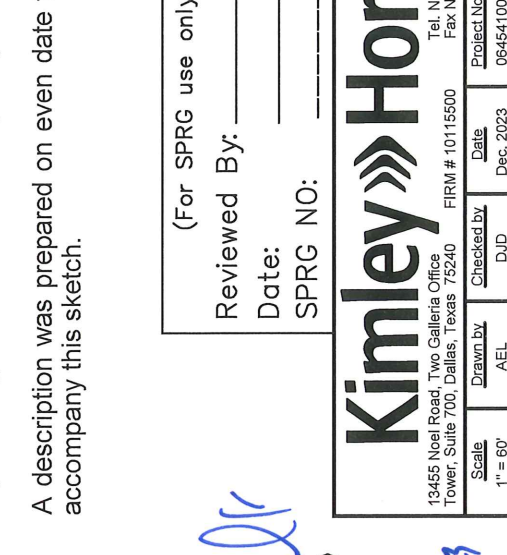 A description was prepared on even date
accompany this sketch.
(For SPRG use only
Reviewed By:
Date:
SPRG NO:
Kimley»Hor
13455 Noel Road, Two Galleria Office
Tower, Suite 700, Dallas, Texas 75240 FIRM # 10115500
Tel. N
Fax N
Scale Drawn by Checked by Date Project No
1" = 60' AEL DJD Dec. 2023 06454100